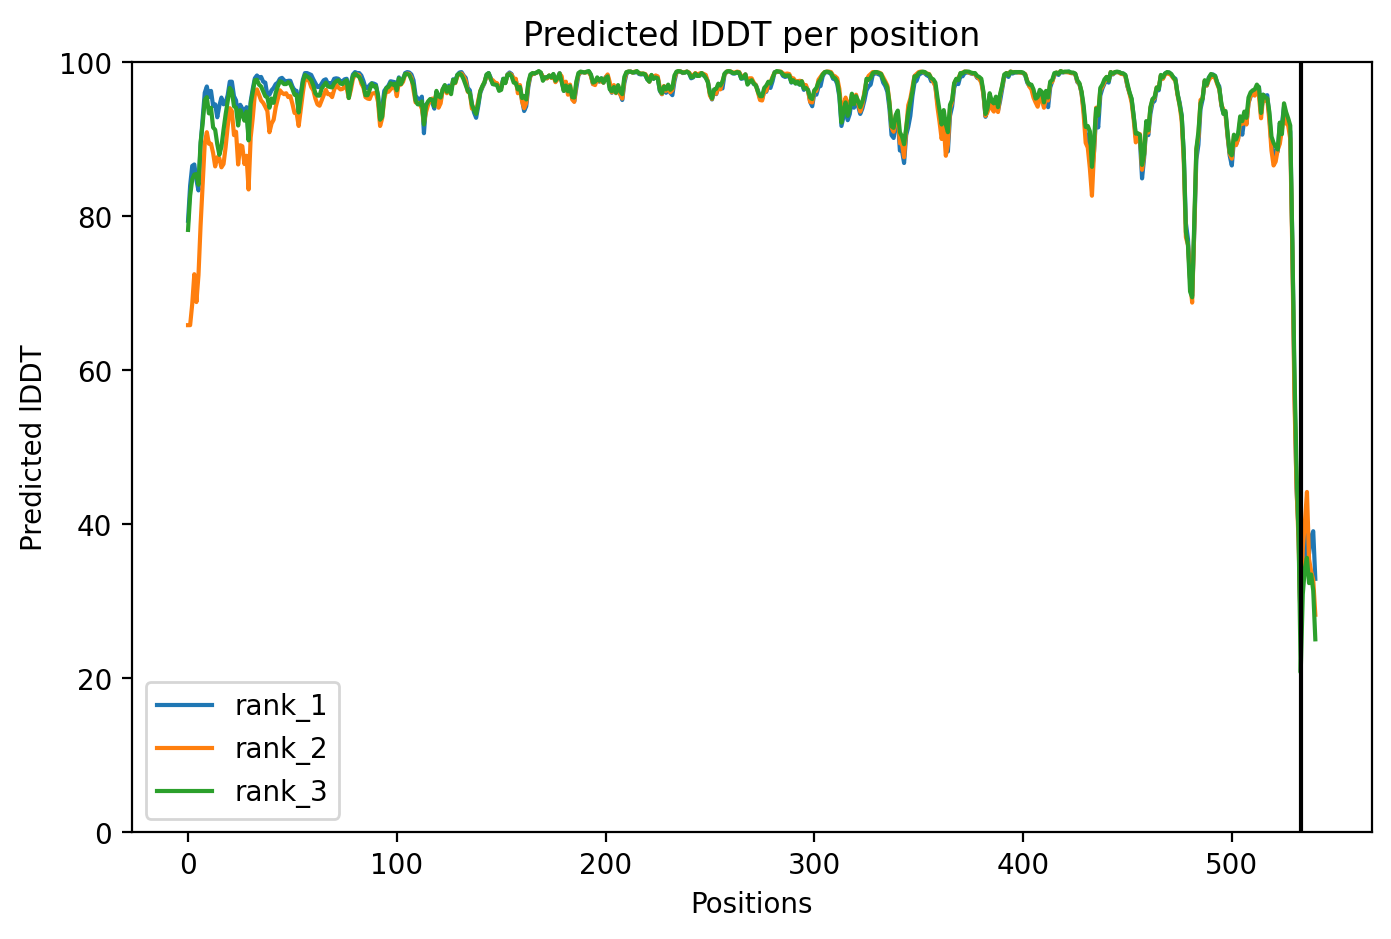 Predicted lDDT per position
100
80
60
40
20
0
Predicted lDDT
rank_1
rank_2
rank_3
0 100 200 300 400 500
Positions